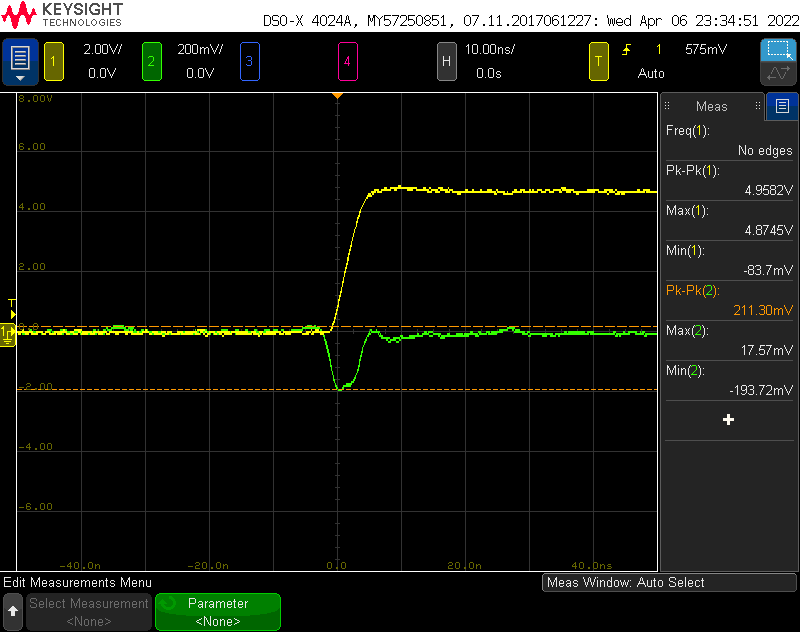 KEYSIGHT
TECHNOLOGIES
DSO-X 4024A, MY57250851, 07.11.2017061227: Wed Apr 06 23:34:51 2022
1 2.00V/ 0.0V
2 200mV/ 0.0V
3
4
H 10.00ns/ 0.0s
T 1 575mV
Auto
8.00V
6.00
4.00
2.00
T
1
0.0
-2.00
-4.00
-6.00
-40.0n -20.0n 0.0 20.0n 40.0ns
Meas
Freq(1):
No edges
Pk-Pk(1):
4.9582V
Max(1):
4.8745V
Min(1):
-83.7mV
Pk-Pk(2):
211.30mV
Max(2):
17.57mV
Min(2):
-193.72mV
Edit Measurements Menu
Meas Window: Auto Select
Select Measurement
<None>
Parameter
<None>